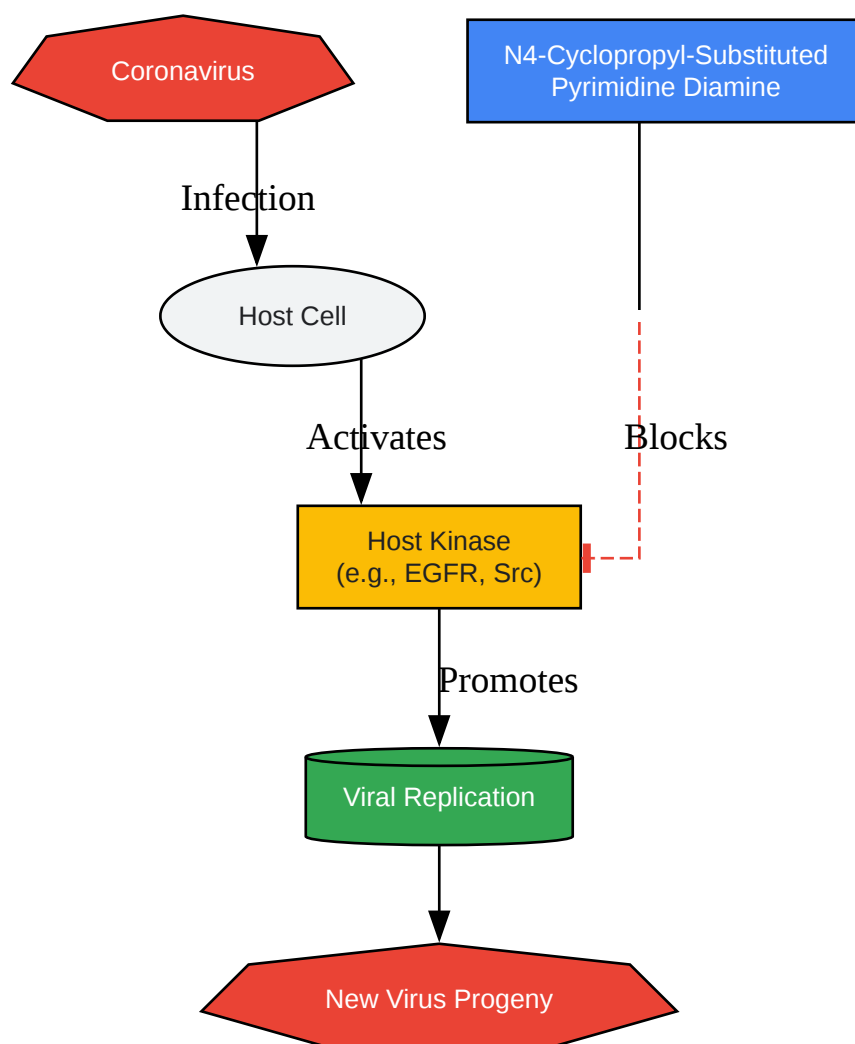 Coronavirus
N4-Cyclopropyl-Substituted
Pyrimidine Diamine
Infection
Host Cell
Activates
Blocks
Host Kinase
(e.g., EGFR, Src)
Promotes
Viral Replication
New Virus Progeny